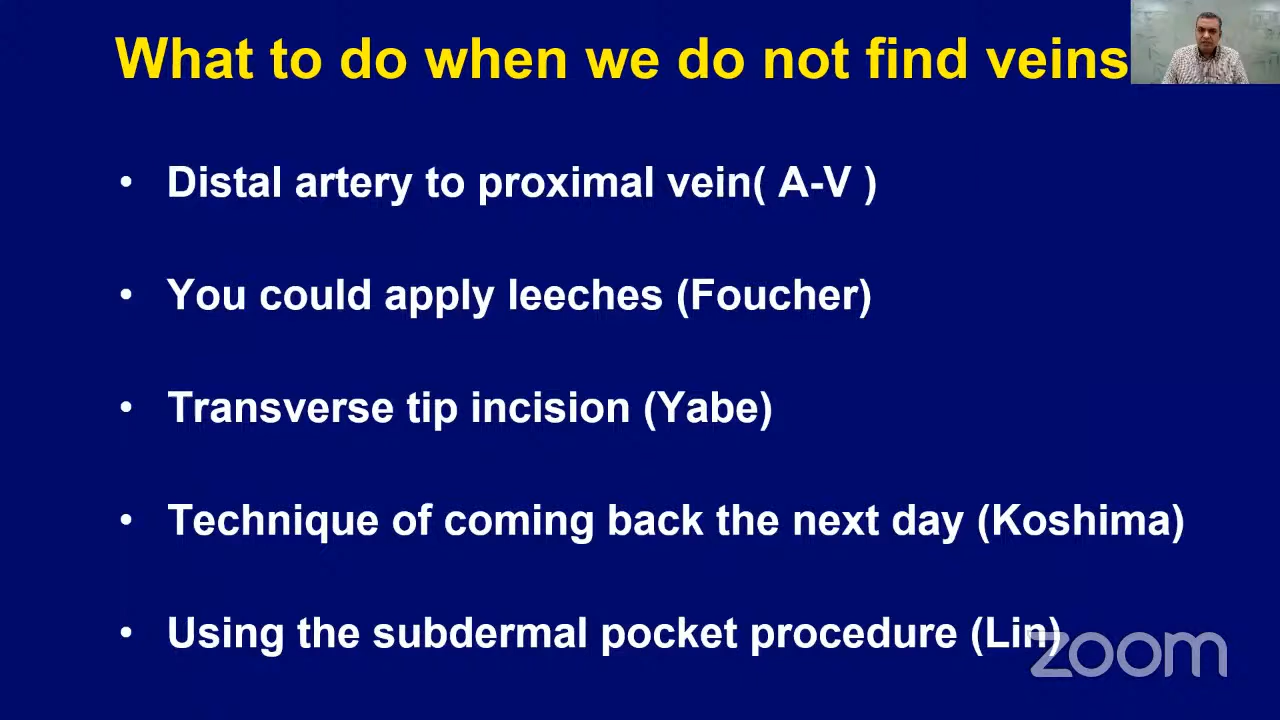 What to do when we do not find veins
• Distal artery to proximal vein( A-V )
• You could apply leeches (Foucher)
• Transverse tip incision (Yabe)
• Technique of coming back the next day (Koshima)
• Using the subdermal pocket procedure (Lin)
zoom